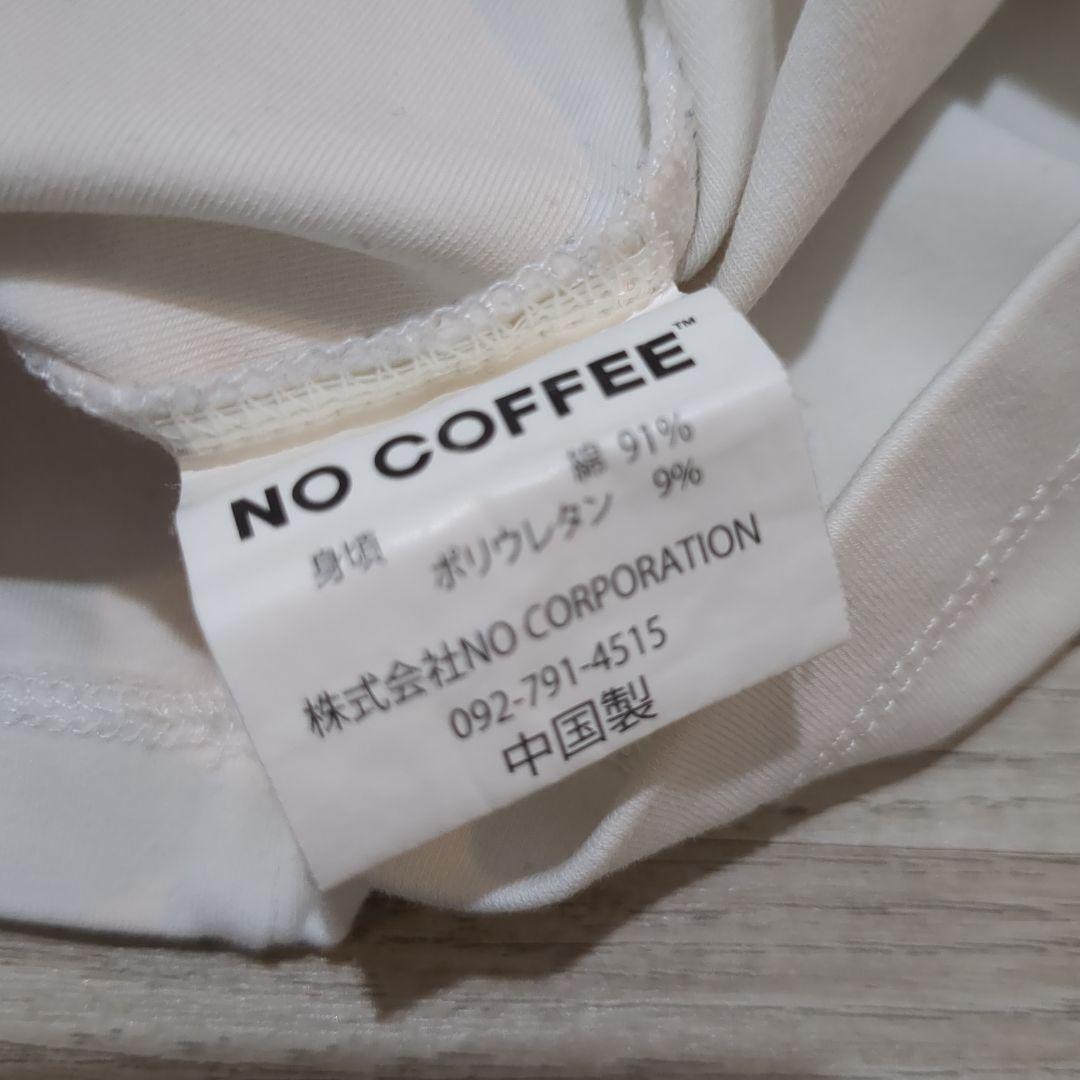 NO COFFEE™
身頃 綿 91%
ポリウレタン 9%
株式会社NO CORPORATION
092-791-4515
中国製